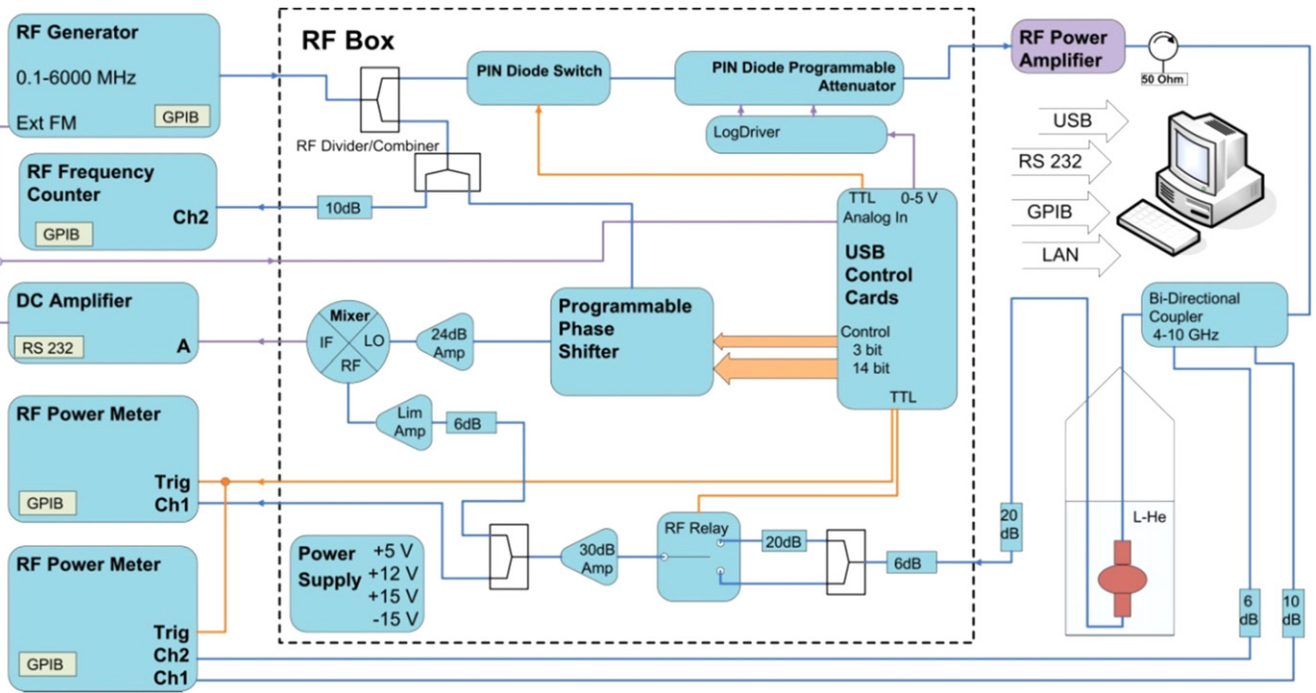 RF Generator
0.1-6000 MHz
Ext FM
GPIB
RF Frequency
Counter
Ch2
GPIB
DC Amplifier
RS 232
A
RF Power Meter
Trig
Ch1
GPIB
RF Power Meter
Trig
Ch2
Ch1
GPIB
RF Box
RF Divider/Combiner
10dB
PIN Diode Switch
PIN Diode Programmable
Attenuator
LogDriver
TTL
0-5 V
Analog In
USB
Control
Cards
Control
3 bit
14 bit
TTL
Programmable
Phase
Shifter
24dB
Amp
Mixer
IF
LO
RF
Lim
Amp
6dB
30dB
Amp
RF Relay
20dB
6dB
Power
Supply
+5 V
+12 V
+15 V
-15 V
RF Power
Amplifier
50 Ohm
USB
RS 232
GPIB
LAN
Bi-Directional
Coupler
4-10 GHz
L-He
20
dB
6
dB
10
dB